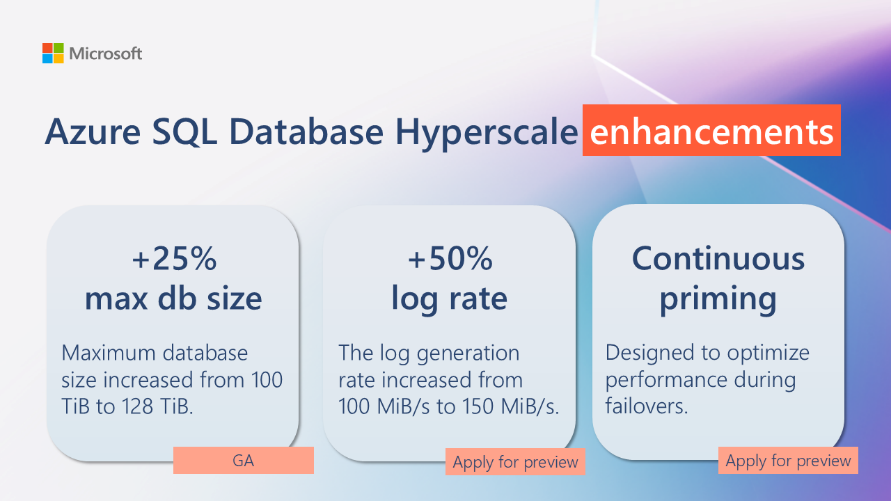 Microsoft
Azure SQL Database Hyperscale enhancements
+25%
max db size
Maximum database
size increased from 100
TiB to 128 TiB.
GA
+50%
log rate
The log generation
rate increased from
100 MiB/s to 150 MiB/s.
Apply for preview
Continuous
priming
Designed to optimize
performance during
failovers.
Apply for preview